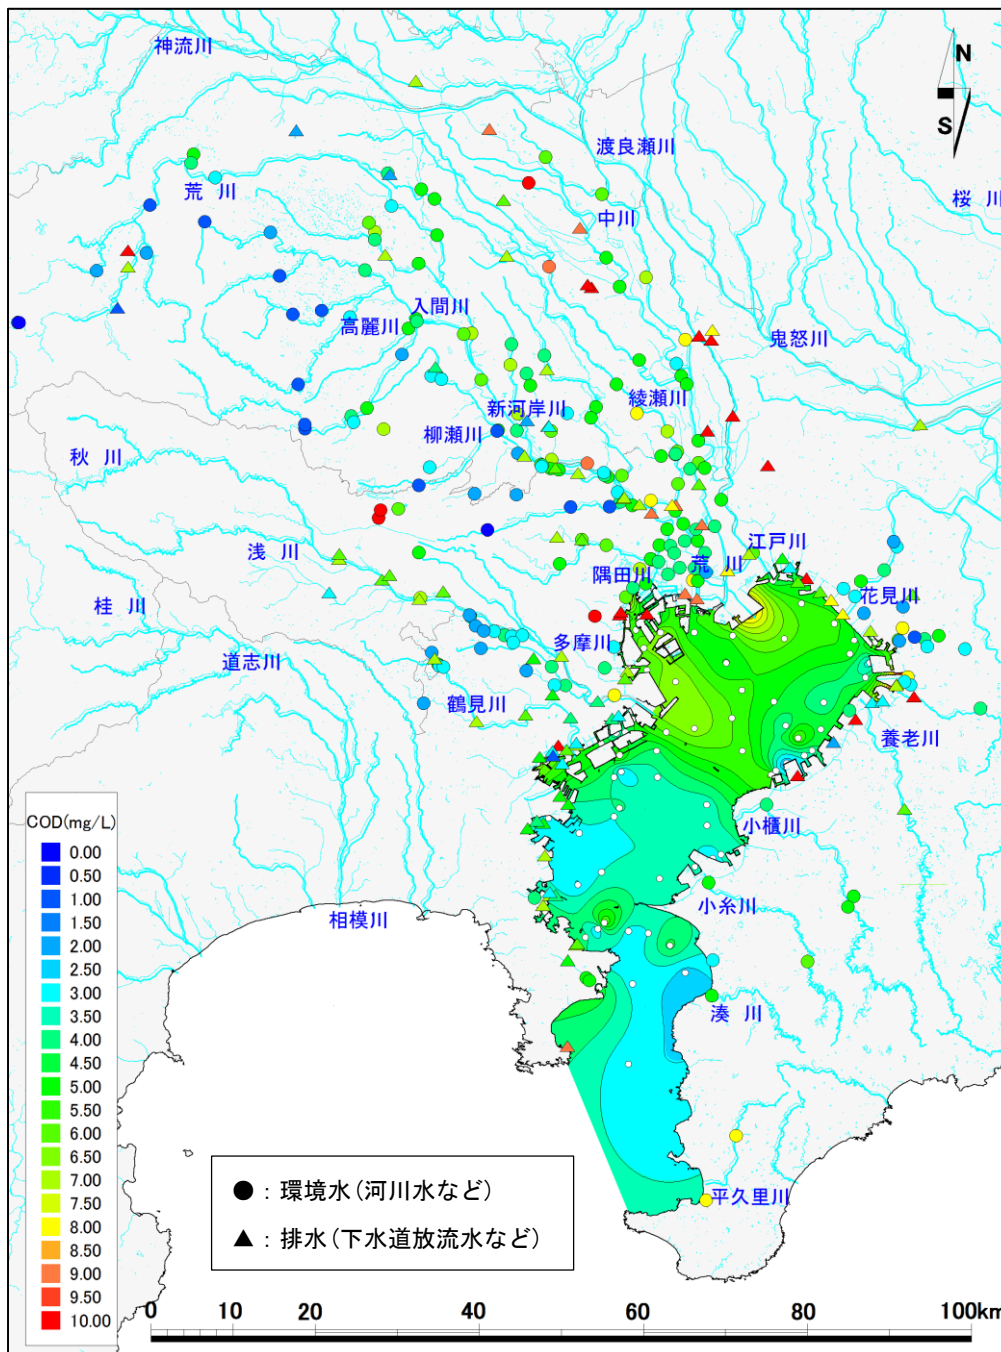 神流川
N
S
渡良瀬川
荒 川
桜 川
中川
入間川
高麗川
鬼怒川
綾瀬川
新河岸川
柳瀬川
秋 川
浅 川
江戸川
荒 川
隅田川
花見川
桂 川
多摩川
道志川
鶴見川
養老川
COD(mg/L)
0.00
0.50
1.00
1.50
2.00
2.50
3.00
3.50
4.00
4.50
5.00
5.50
6.00
6.50
7.00
7.50
8.00
8.50
9.00
9.50
10.00
小櫃川
小糸川
相模川
湊 川
●：環境水（河川水など）
▲：排水（下水道放流水など）
平久里川
0 10 20 40 60 80 100km